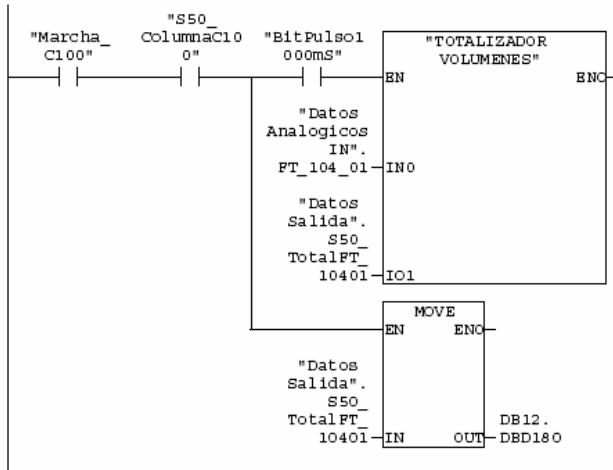 "S50_
"Marcha_ ColumnaC10 "BitPulso1
C100" 0" 000mS"
"TOTALIZADOR
VOLUMENES"
EN ENO
"Datos
Analogicos
IN".
FT_104_01 IN0
"Datos
Salida".
S50_
TotalFT_
10401 IO1
MOVE
EN ENO
"Datos
Salida".
S50_
TotalFT_
10401 IN OUT DB12.
DBD180